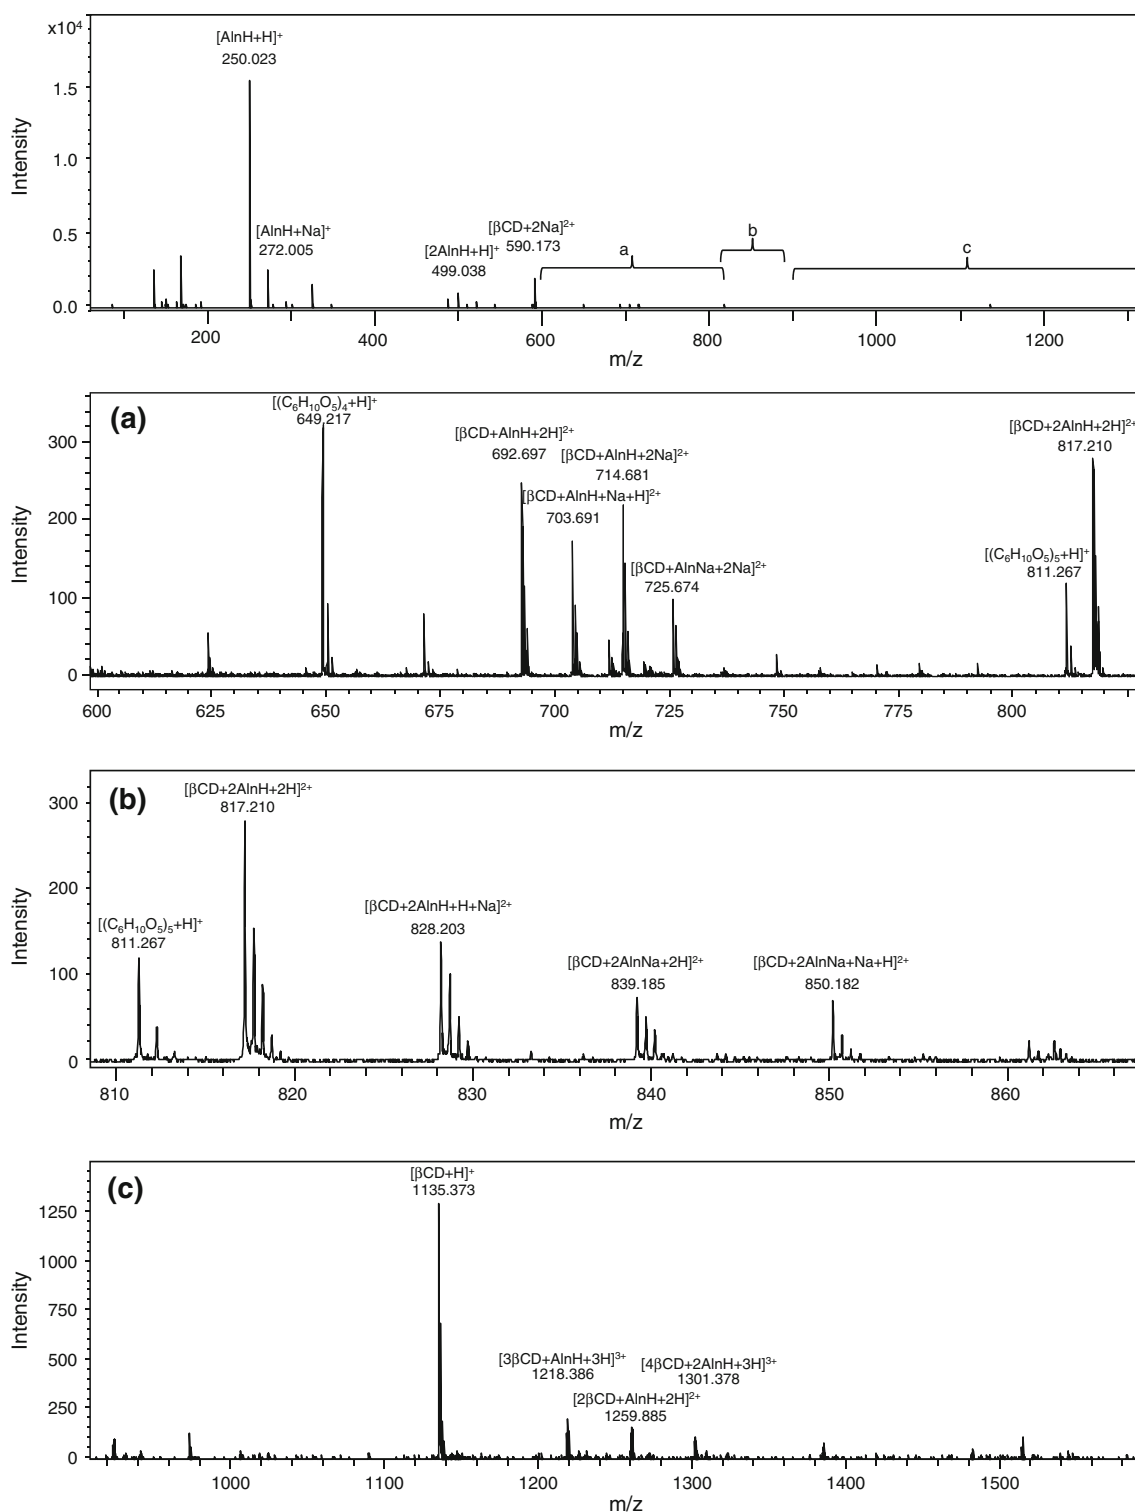 x10⁴
[AlnH+H]⁺
250.023
1.5
1.0
0.5
0.0
Intensity
[AlnH+Na]⁺
272.005
[2AlnH+H]⁺
499.038
[βCD+2Na]²⁺
590.173
a
b
c
200 400 600 800 1000 1200
m/z
(a)
[(C₆H₁₀O₅)₄+H]⁺
649.217
[βCD+AlnH+2H]²⁺
692.697
[βCD+AlnH+2Na]²⁺
714.681
[βCD+AlnH+Na+H]²⁺
703.691
[βCD+AlnNa+2Na]²⁺
725.674
[βCD+2AlnH+2H]²⁺
817.210
[(C₆H₁₀O₅)₅+H]⁺
811.267
300
200
100
0
Intensity
600 625 650 675 700 725 750 775 800
m/z
(b)
[βCD+2AlnH+2H]²⁺
817.210
[(C₆H₁₀O₅)₅+H]⁺
811.267
[βCD+2AlnH+H+Na]²⁺
828.203
[βCD+2AlnNa+2H]²⁺
839.185
[βCD+2AlnNa+Na+H]²⁺
850.182
300
200
100
0
Intensity
810 820 830 840 850 860
m/z
(c)
[βCD+H]⁺
1135.373
[3βCD+AlnH+3H]³⁺
1218.386
[4βCD+2AlnH+3H]³⁺
1301.378
[2βCD+AlnH+2H]²⁺
1259.885
1250
1000
750
500
250
0
Intensity
1000 1100 1200 1300 1400 1500
m/z